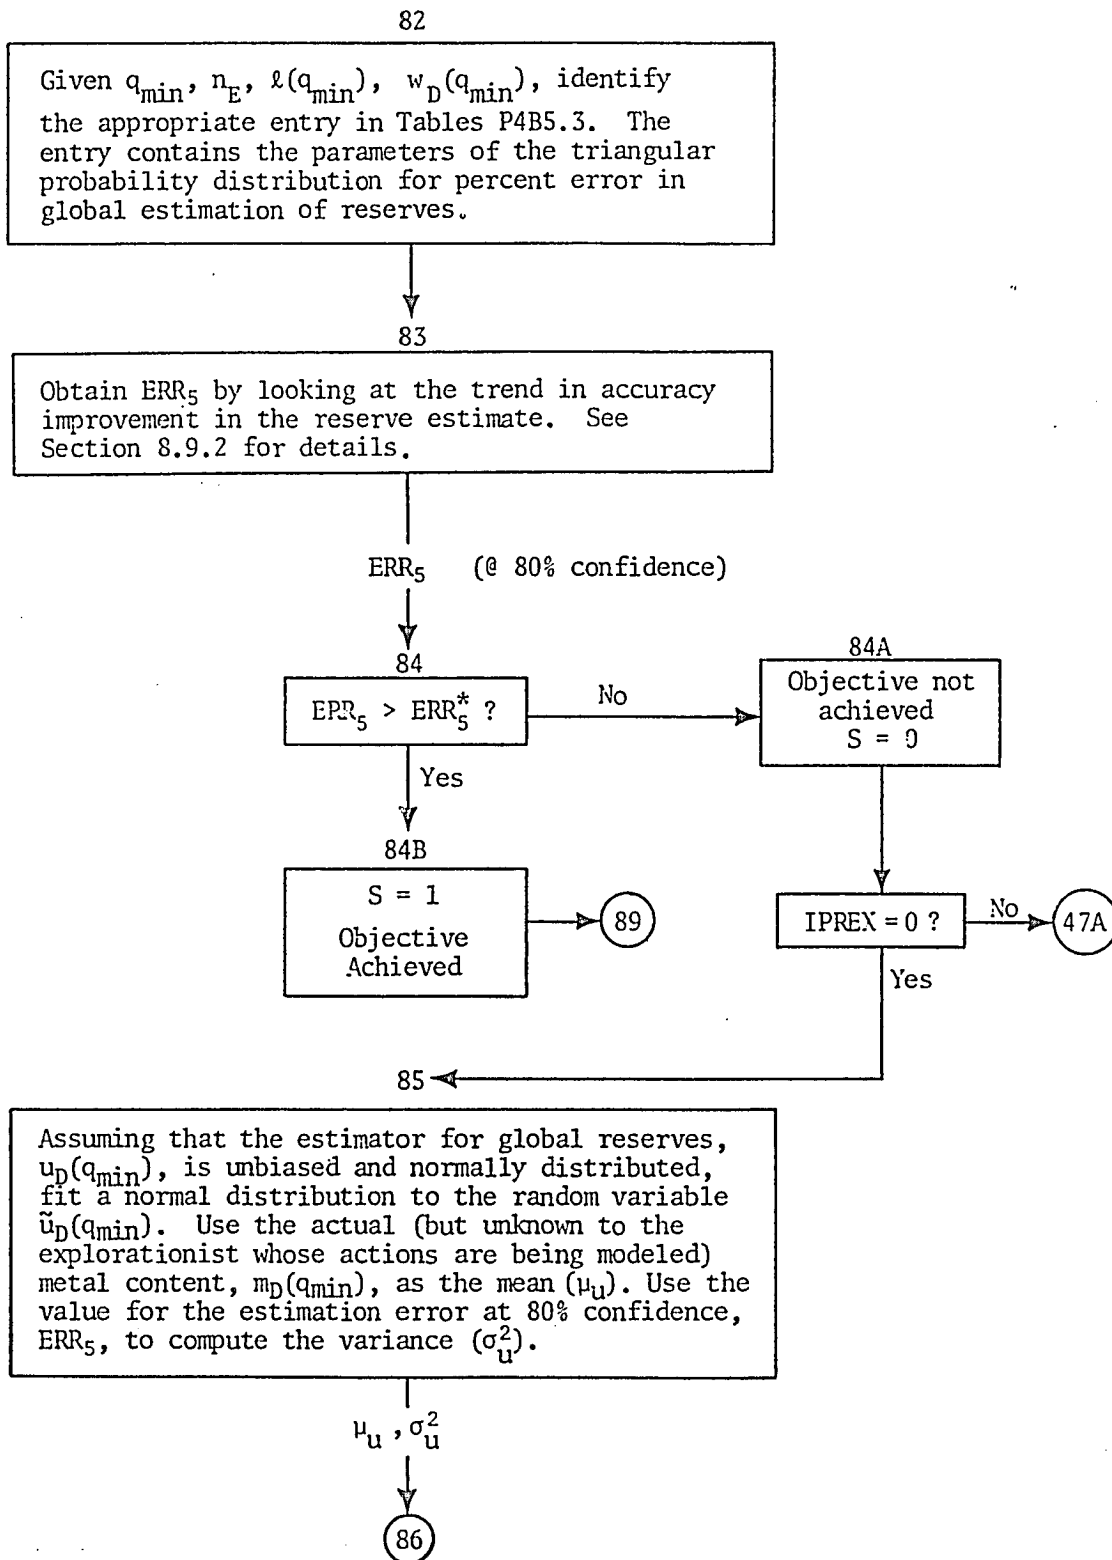 82
Given q_min, n_E, ℓ(q_min), w_D(q_min), identify
the appropriate entry in Tables P4B5.3. The
entry contains the parameters of the triangular
probability distribution for percent error in
global estimation of reserves.
83
Obtain ERR₅ by looking at the trend in accuracy
improvement in the reserve estimate. See
Section 8.9.2 for details.
ERR₅ (@ 80% confidence)
84
ERR₅ > ERR₅* ?
No
84A
Objective not
achieved
S = 0
Yes
84B
S = 1
Objective
Achieved
89
IPREX = 0 ?
No
47A
Yes
85
Assuming that the estimator for global reserves,
u_D(q_min), is unbiased and normally distributed,
fit a normal distribution to the random variable
ũ_D(q_min). Use the actual (but unknown to the
explorationist whose actions are being modeled)
metal content, m_D(q_min), as the mean (μ_u). Use the
value for the estimation error at 80% confidence,
ERR₅, to compute the variance (σ_u²).
μ_u , σ_u²
86